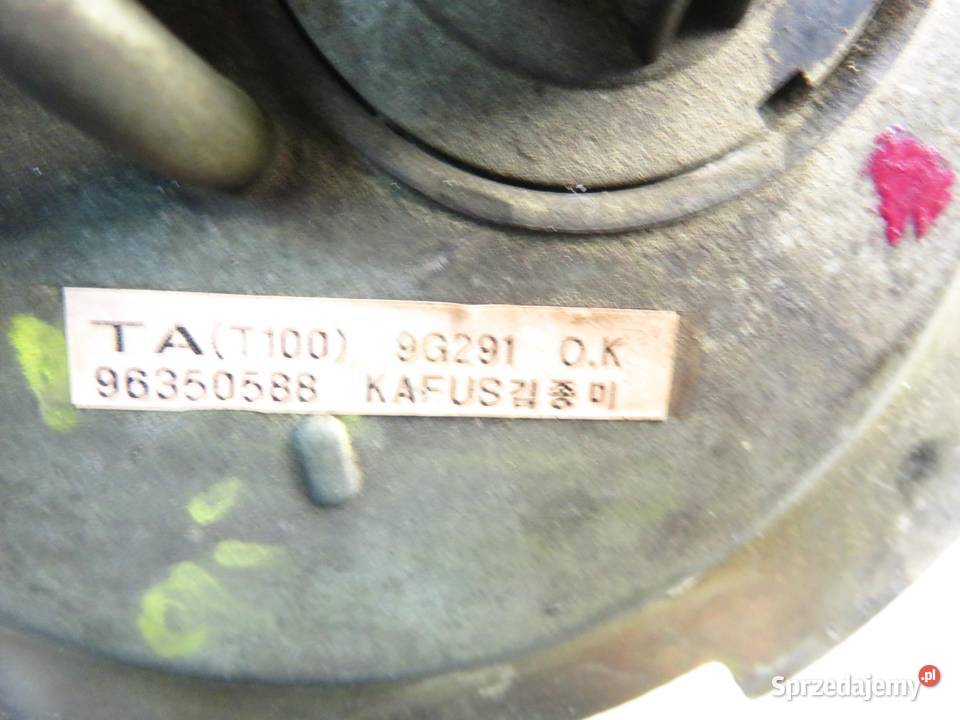 TA(T100) 9G291 O.K
96350588 KAFUS김종미
Sprzedajemy.pl